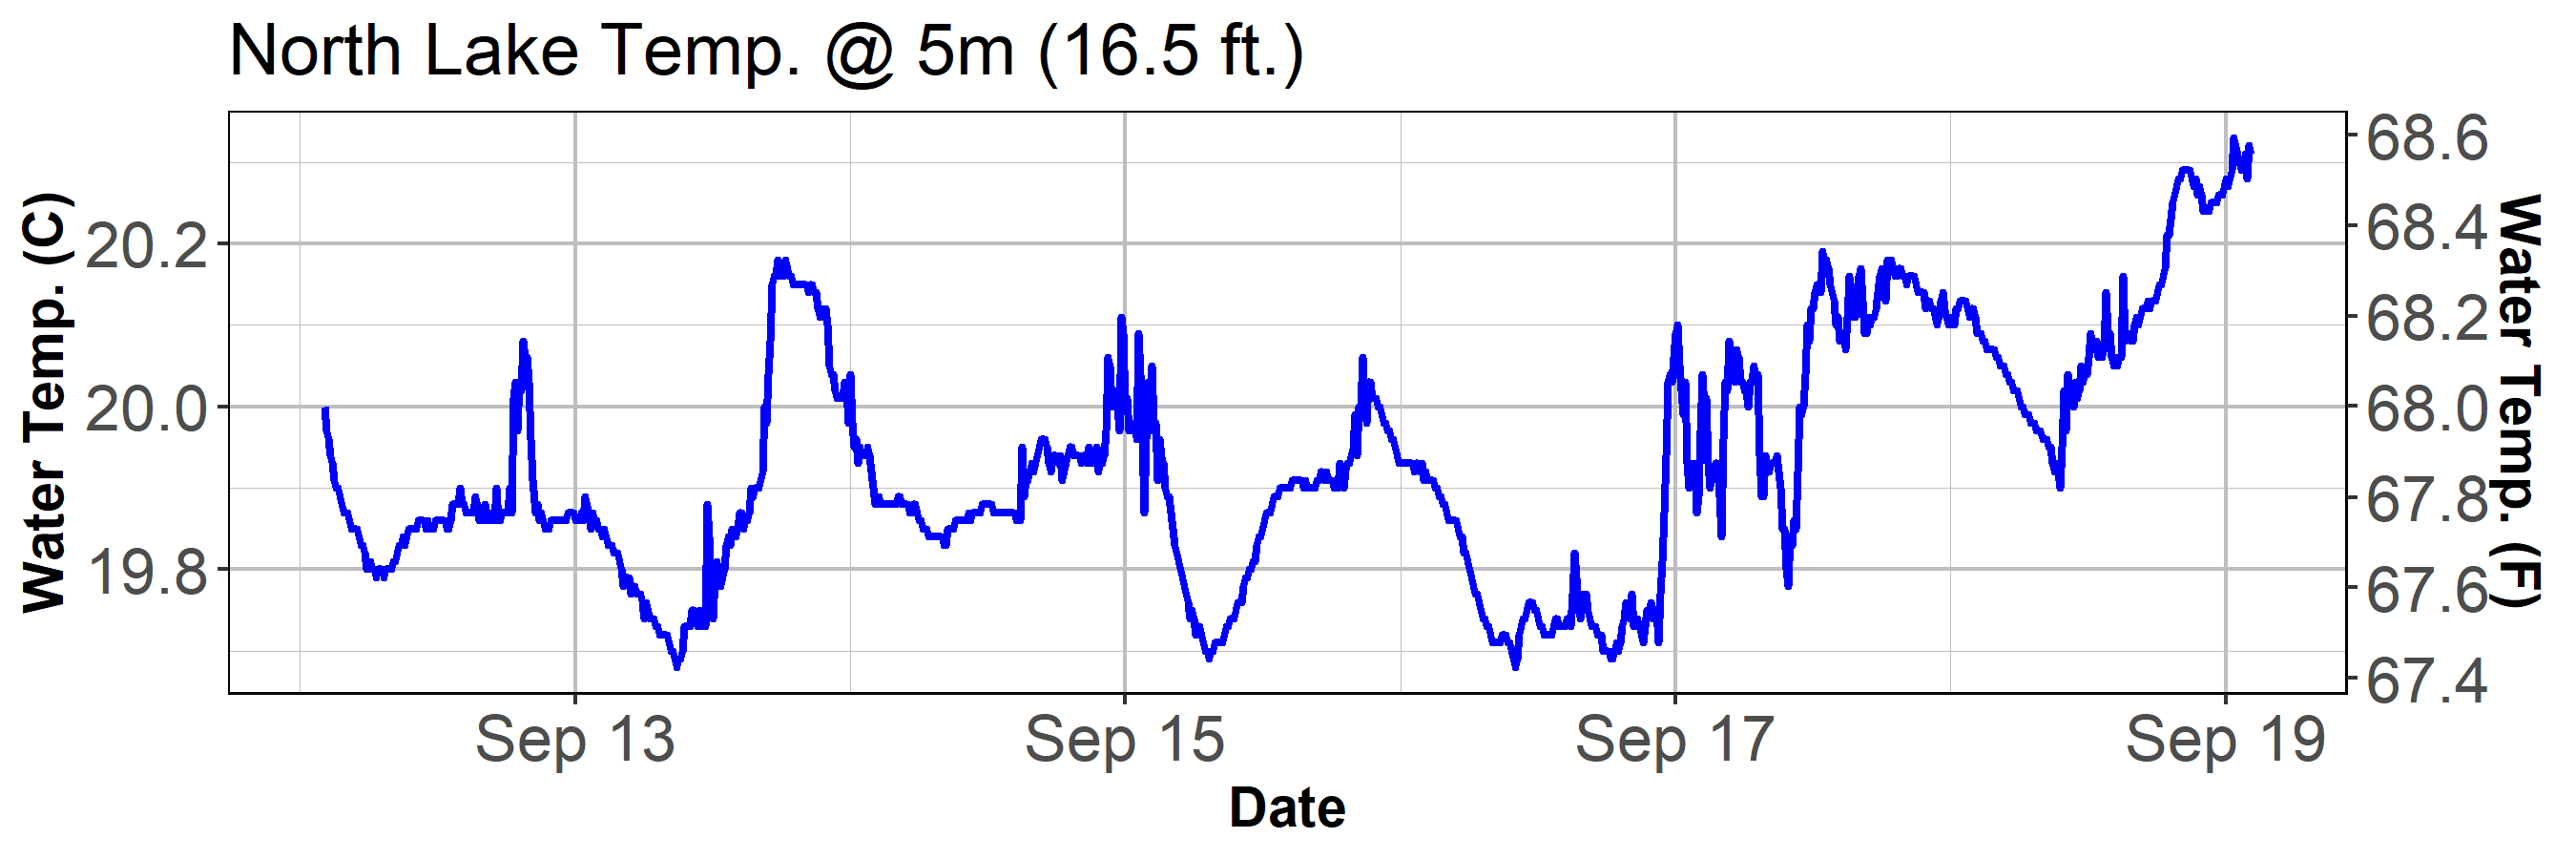 North Lake Temp. @ 5m (16.5 ft.)
Water Temp. (C)
20.2
20.0
19.8
68.6
68.4
68.2
68.0
67.8
67.6
67.4
Water Temp. (F)
Sep 13
Sep 15
Sep 17
Sep 19
Date